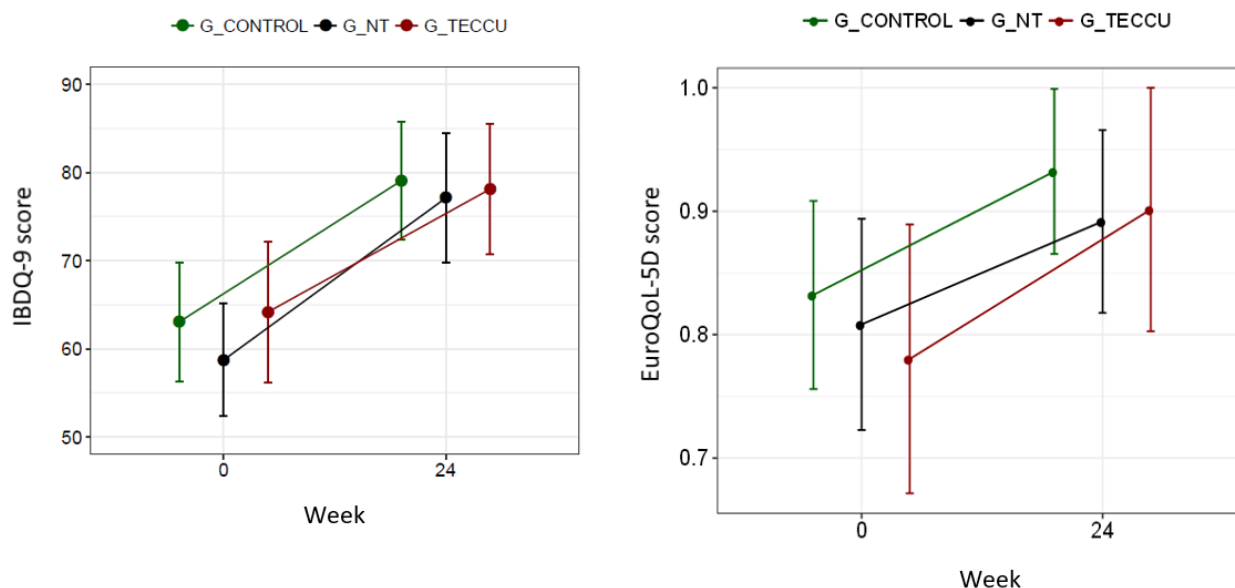 G_CONTROL G_NT G_TECCU
90
80
70
60
50
IBDQ-9 score
0 24
Week
G_CONTROL G_NT G_TECCU
1.0
0.9
0.8
0.7
EuroQoL-5D score
0 24
Week